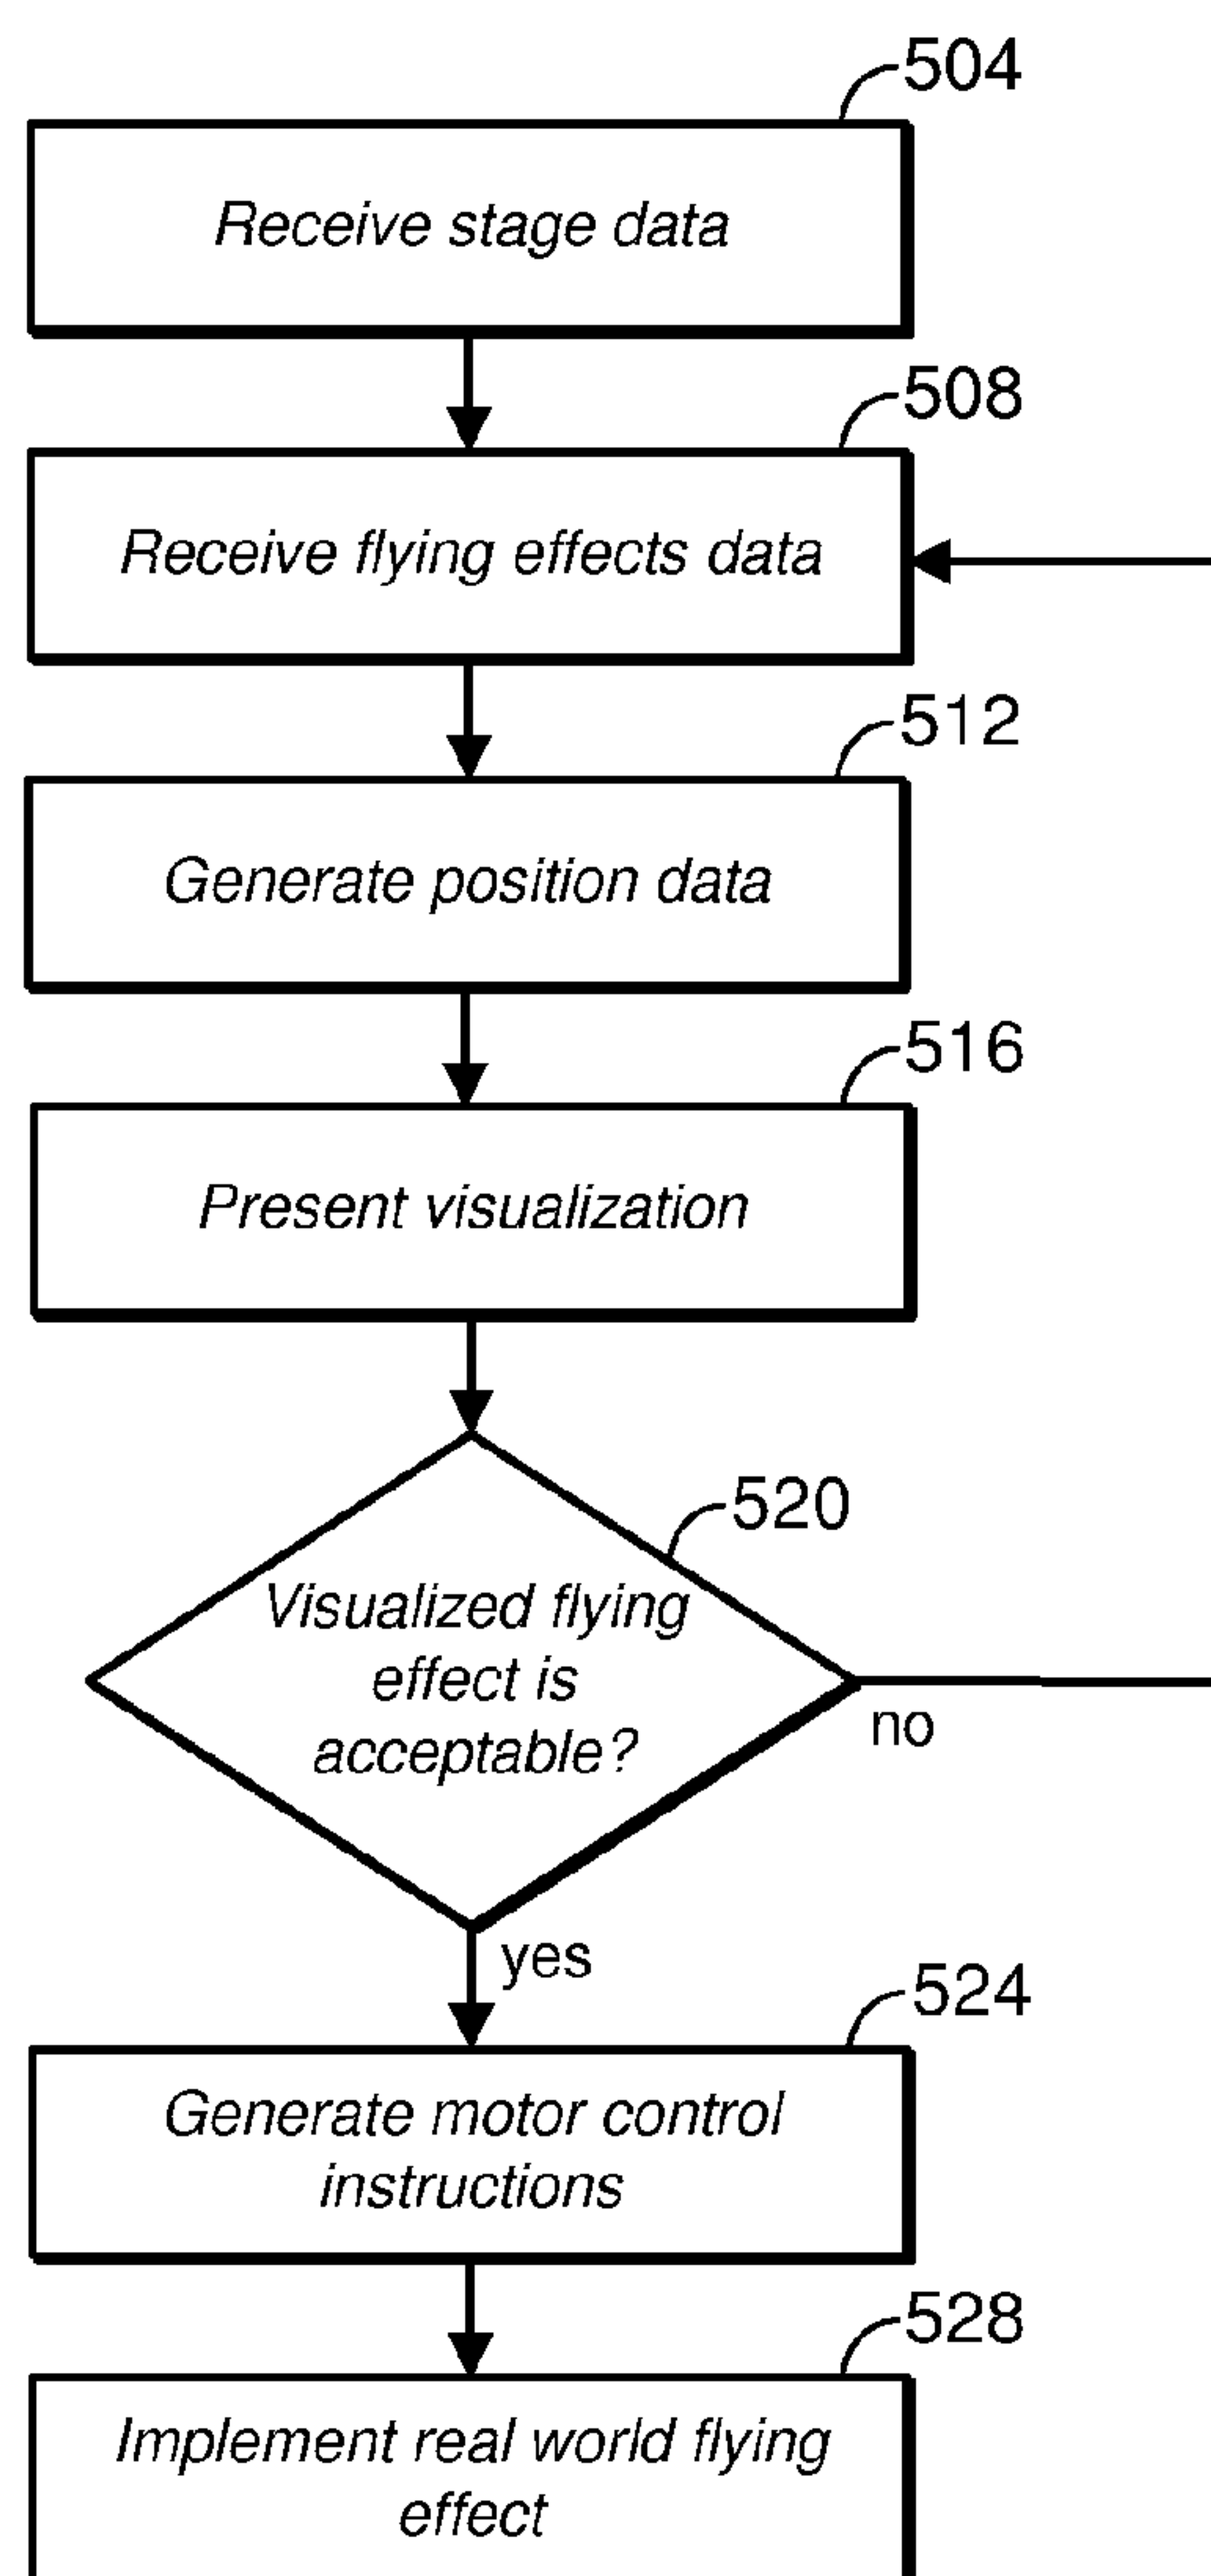 504
Receive stage data
508
Receive flying effects data
512
Generate position data
516
Present visualization
520
Visualized flying
effect is
acceptable?
no
yes
524
Generate motor control
instructions
528
Implement real world flying
effect